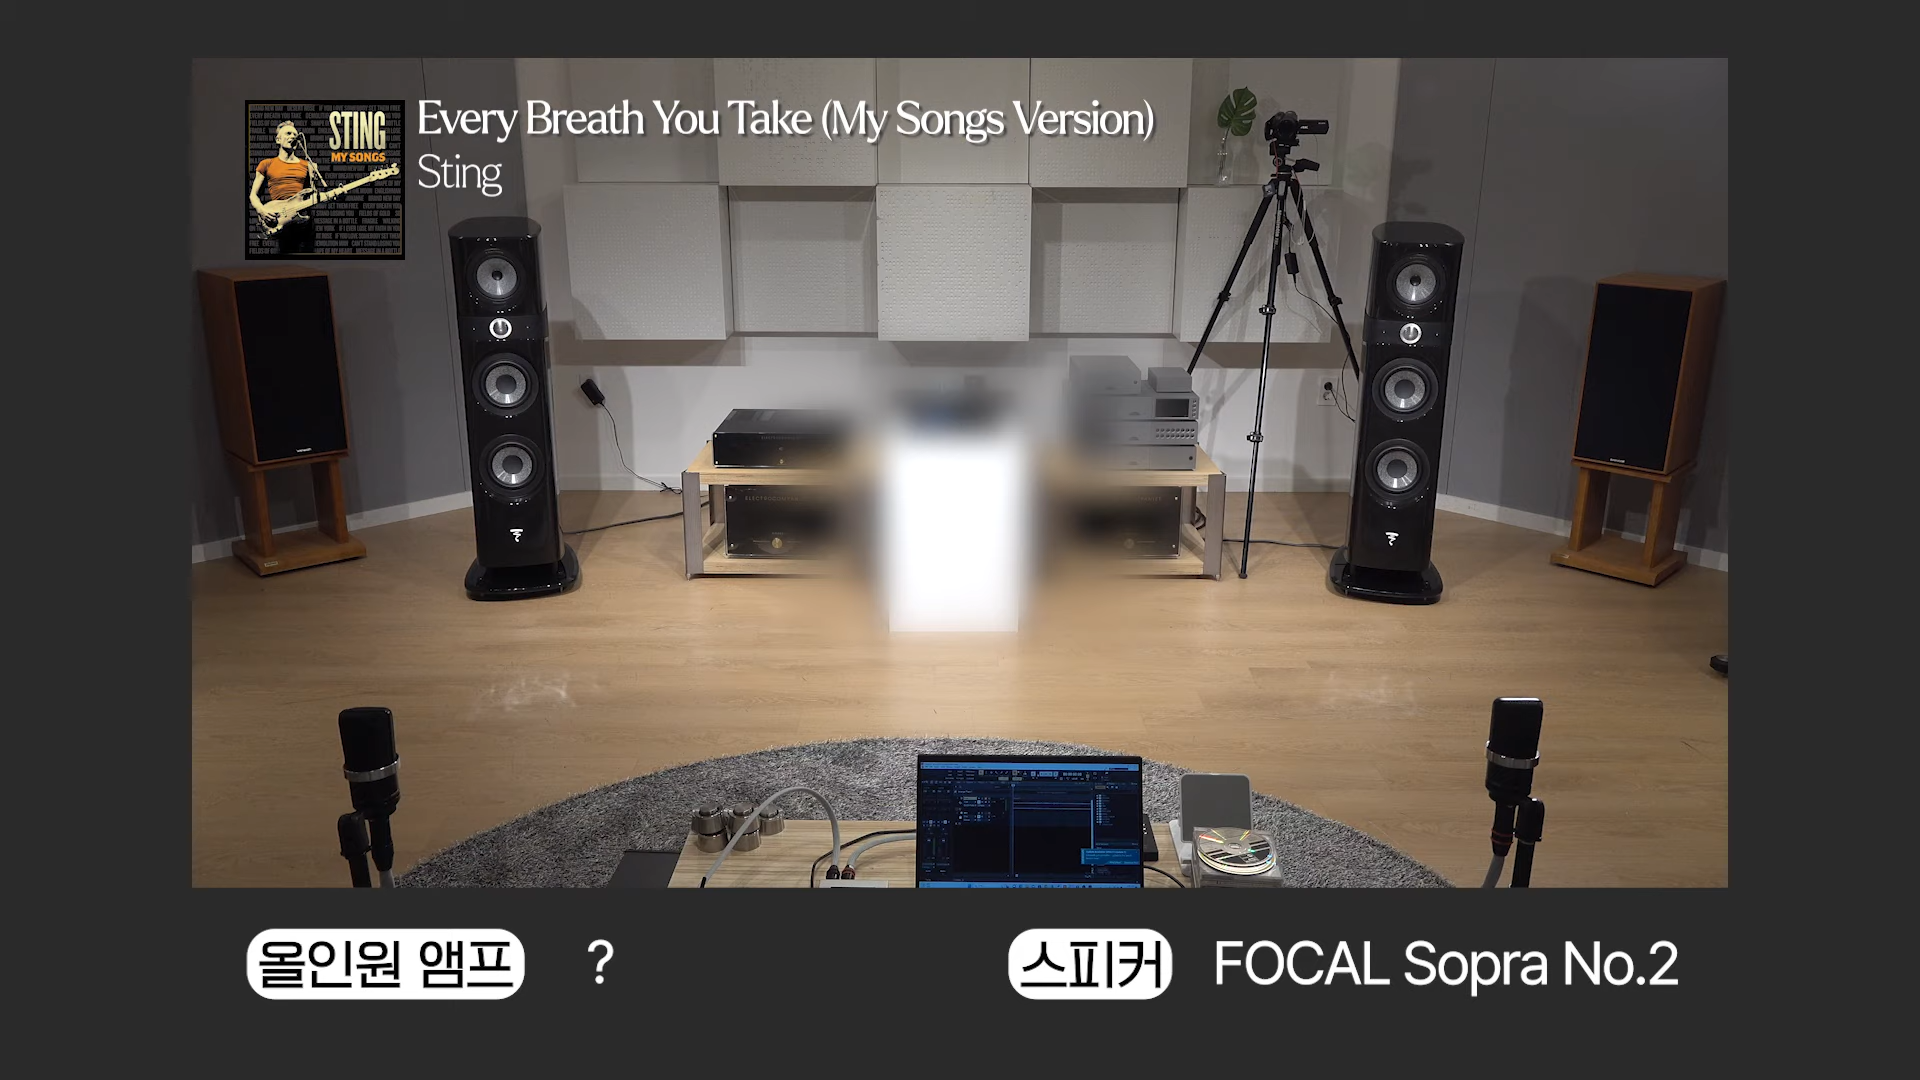 Every Breath You Take (My Songs Version)
Sting
STING
MY SONGS
올인원 앰프
?
스피커
FOCAL Sopra No.2